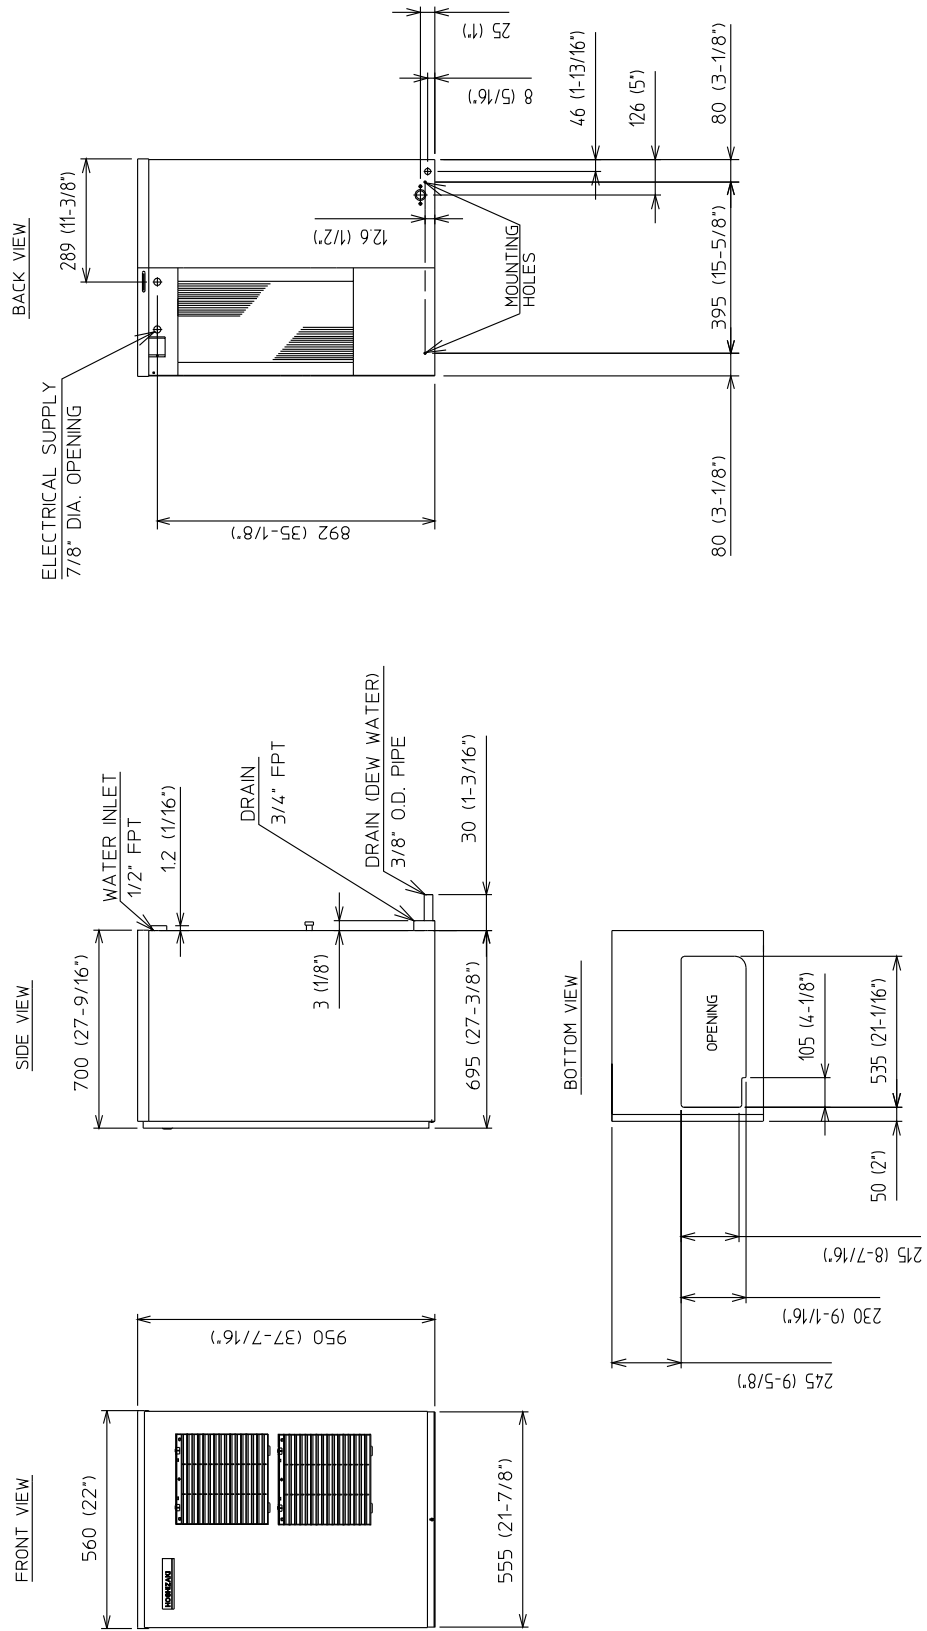 FRONT VIEW
560 (22")
HOSHIZAKI
950 (37-7/16")
555 (21-7/8")
SIDE VIEW
700 (27-9/16")
WATER INLET
1/2" FPT
1.2 (1/16")
DRAIN
3/4" FPT
3 (1/8")
DRAIN (DEW WATER)
3/8" O.D. PIPE
30 (1-3/16")
695 (27-3/8")
BACK VIEW
ELECTRICAL SUPPLY
7/8" DIA. OPENING
289 (11-3/8")
892 (35-1/8")
12.6 (1/2")
MOUNTING
HOLES
25 (1")
8 (5/16")
46 (1-13/16")
126 (5")
80 (3-1/8")
395 (15-5/8")
80 (3-1/8")
BOTTOM VIEW
OPENING
105 (4-1/8")
535 (21-1/16")
50 (2")
215 (8-7/16")
230 (9-1/16")
245 (9-5/8")